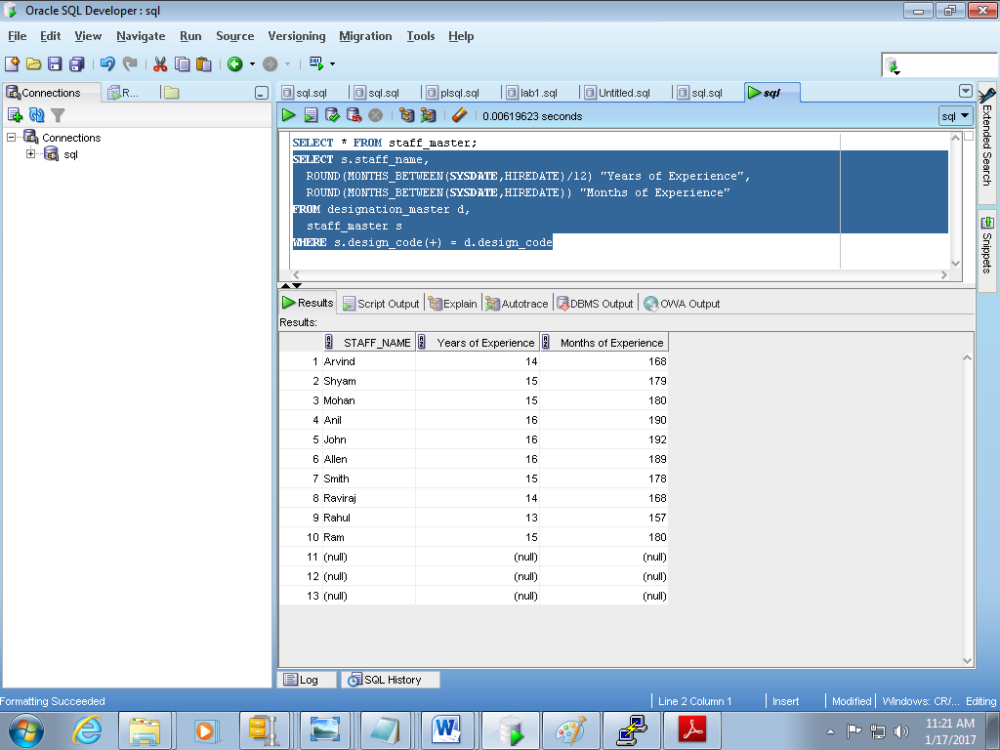 Oracle SQL Developer : sql
File Edit View Navigate Run Source Versioning Migration Tools Help
Connections R...
sql.sql sql.sql plsql.sql lab1.sql Untitled.sql sql.sql sql
0.00619623 seconds sql
Connections
sql
SELECT * FROM staff_master;
SELECT s.staff_name,
ROUND(MONTHS_BETWEEN(SYSDATE,HIREDATE)/12) "Years of Experience",
ROUND(MONTHS_BETWEEN(SYSDATE,HIREDATE)) "Months of Experience"
FROM designation_master d,
staff_master s
WHERE s.design_code(+) = d.design_code
Extended Search
Snippets
Results Script Output Explain Autotrace DBMS Output OWA Output
Results:
STAFF_NAME Years of Experience Months of Experience
1 Arvind 14 168
2 Shyam 15 179
3 Mohan 15 180
4 Anil 16 190
5 John 16 192
6 Allen 16 189
7 Smith 15 178
8 Raviraj 14 168
9 Rahul 13 157
10 Ram 15 180
11 (null) (null) (null)
12 (null) (null) (null)
13 (null) (null) (null)
Log SQL History
Formatting Succeeded Line 2 Column 1 Insert Modified Windows: CR/... Editing
11:21 AM
1/17/2017